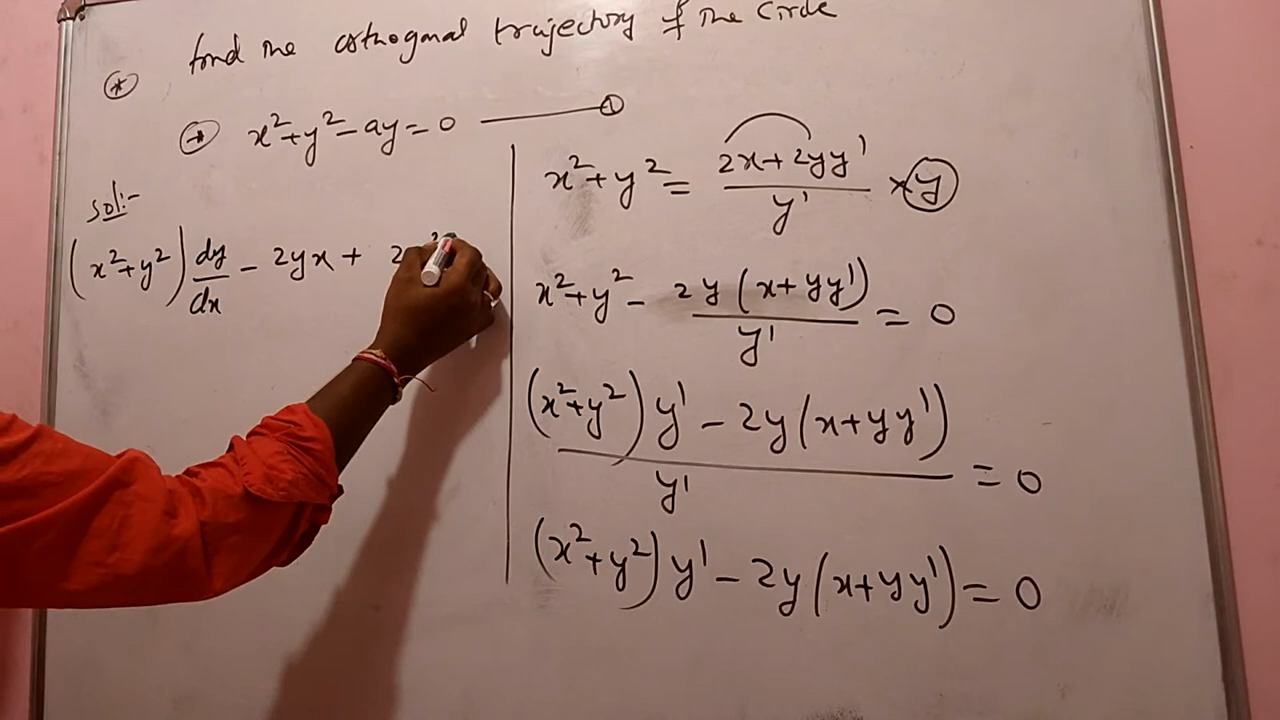 * find the orthogonal trajectory of the Circle
→ x²+y²-ay=0 ——— ①
Sol:-
(x²+y²) dy/dx - 2yx + 2
x²+y² = (2x+2yy')/y' × y
x²+y² - 2y(x+yy')/y' = 0
((x²+y²)y' - 2y(x+yy'))/y' = 0
(x²+y²)y' - 2y(x+yy') = 0